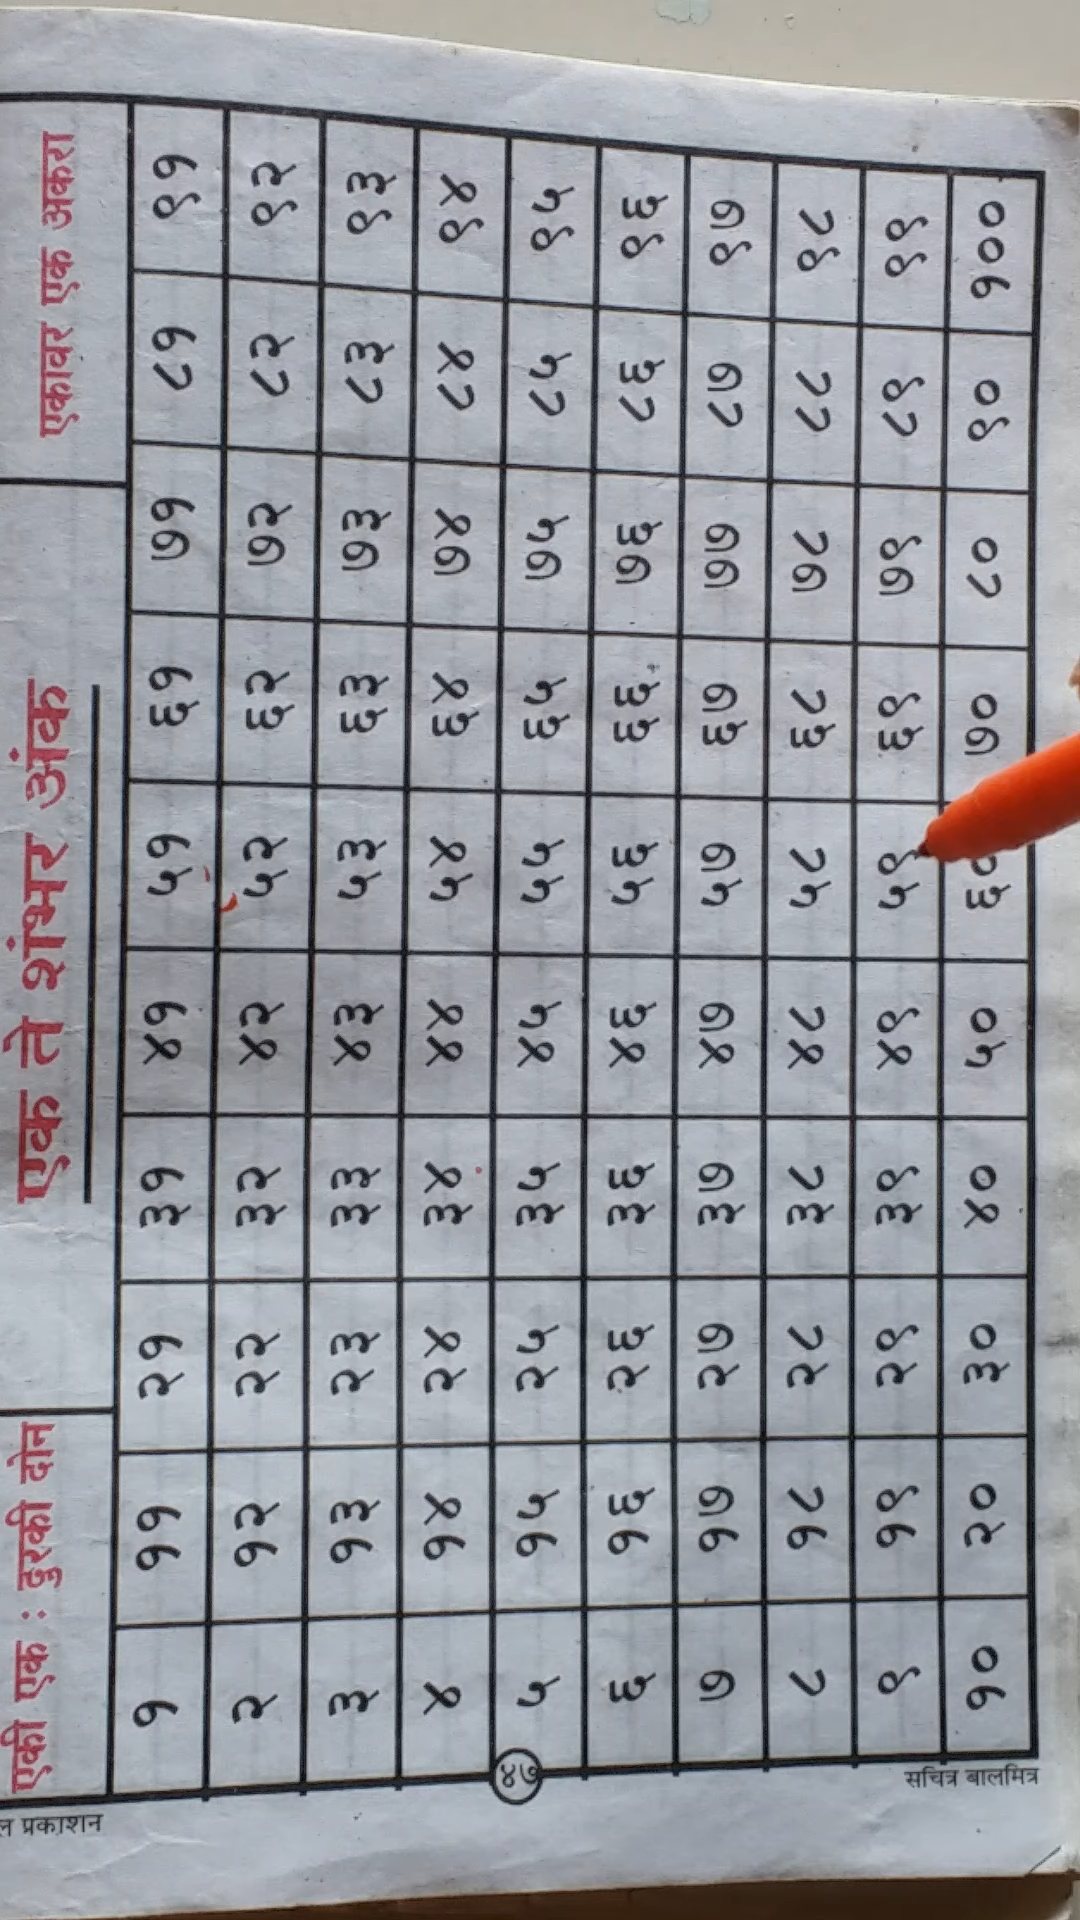 एकी एक : दुरकी दोन
एक ते शंभर अंक
एकावर एक अकरा
१ ११ २१ ३१ ४१ ५१ ६१ ७१ ८१ ९१
२ १२ २२ ३२ ४२ ५२ ६२ ७२ ८२ ९२
३ १३ २३ ३३ ४३ ५३ ६३ ७३ ८३ ९३
४ १४ २४ ३४ ४४ ५४ ६४ ७४ ८४ ९४
५ १५ २५ ३५ ४५ ५५ ६५ ७५ ८५ ९५
६ १६ २६ ३६ ४६ ५६ ६६ ७६ ८६ ९६
७ १७ २७ ३७ ४७ ५७ ६७ ७७ ८७ ९७
८ १८ २८ ३८ ४८ ५८ ६८ ७८ ८८ ९८
९ १९ २९ ३९ ४९ ५९ ६९ ७९ ८९ ९९
१० २० ३० ४० ५० ६० ७० ८० ९० १००
प्रकाशन
४७
सचित्र बालमित्र